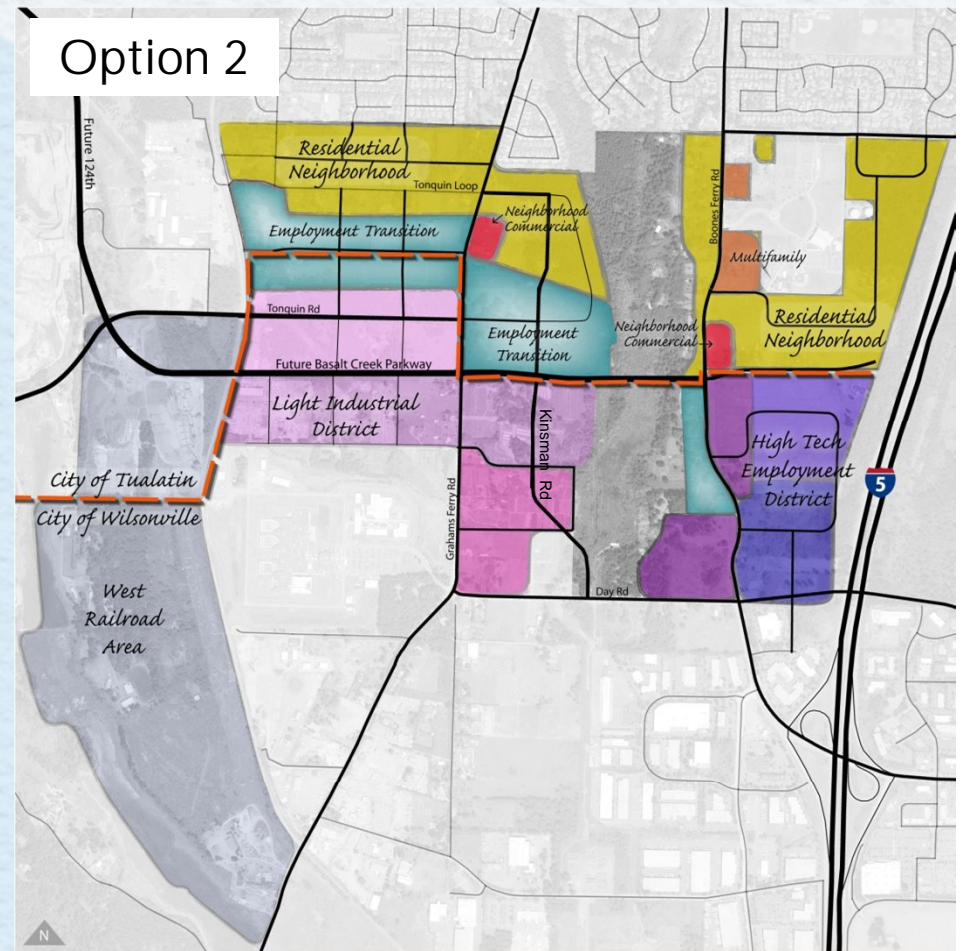 Option 2
Future 124th
Residential
Neighborhood
Tonquin Loop
Neighborhood
Commercial
Employment Transition
Boones Ferry Rd
Multifamily
Tonquin Rd
Employment
Transition
Neighborhood
Commercial
Residential
Neighborhood
Future Basalt Creek Parkway
Light Industrial
District
Kinsman Rd
High Tech
Employment
District
5
City of Tualatin
City of Wilsonville
Grahams Ferry Rd
West
Railroad
Area
Day Rd
N